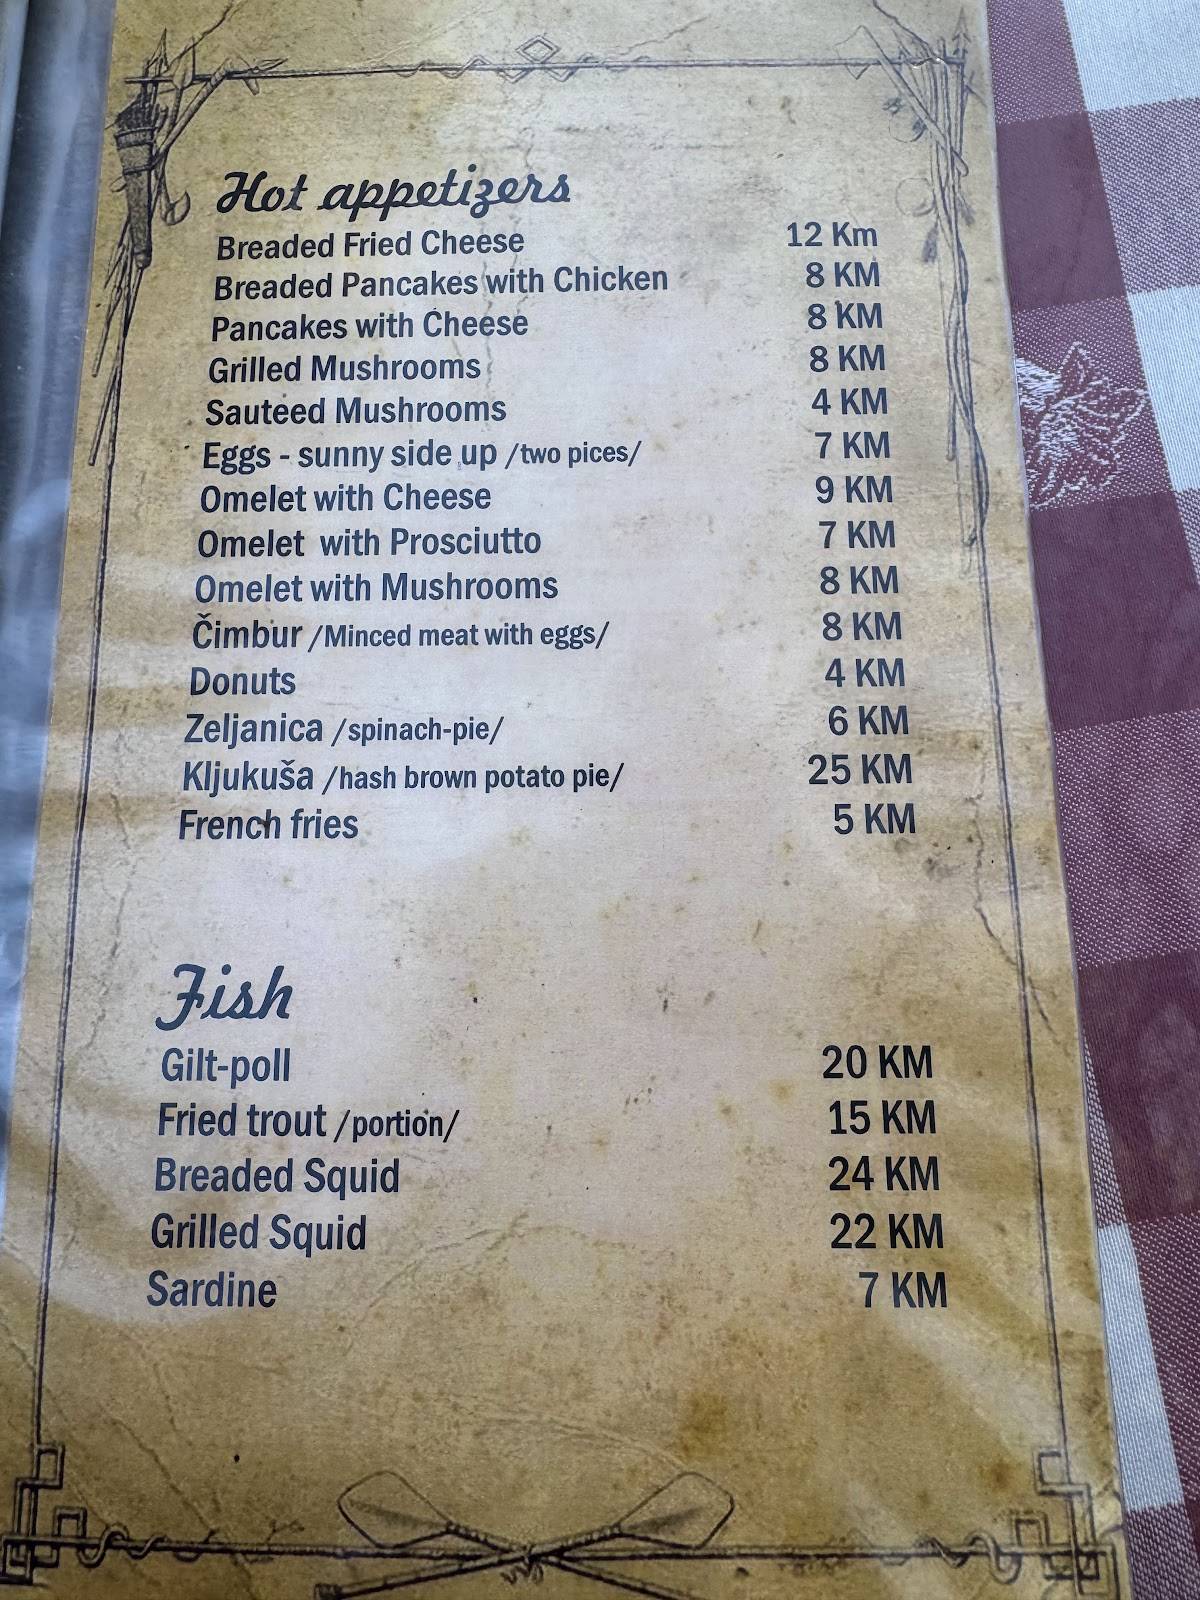 Hot appetizers
Breaded Fried Cheese 12 Km
Breaded Pancakes with Chicken 8 KM
Pancakes with Cheese 8 KM
Grilled Mushrooms 8 KM
Sauteed Mushrooms 4 KM
Eggs - sunny side up /two pices/ 7 KM
Omelet with Cheese 9 KM
Omelet with Prosciutto 7 KM
Omelet with Mushrooms 8 KM
Čimbur /Minced meat with eggs/ 8 KM
Donuts 4 KM
Zeljanica /spinach-pie/ 6 KM
Kljukuša /hash brown potato pie/ 25 KM
French fries 5 KM
Fish
Gilt-poll 20 KM
Fried trout /portion/ 15 KM
Breaded Squid 24 KM
Grilled Squid 22 KM
Sardine 7 KM